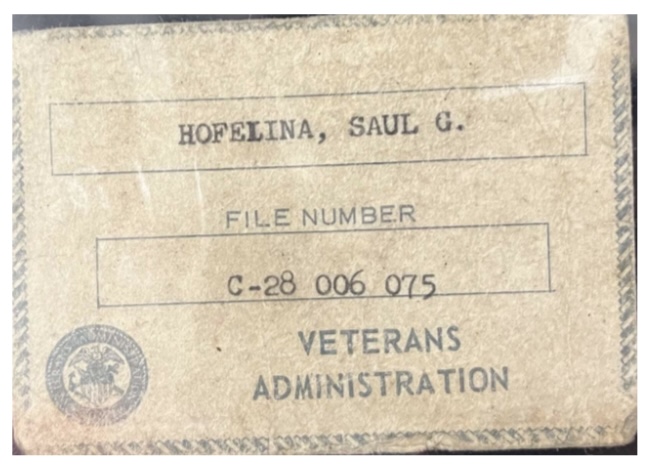 HOFELINA, SAUL G.
FILE NUMBER
C-28 006 075
VETERANS
ADMINISTRATION